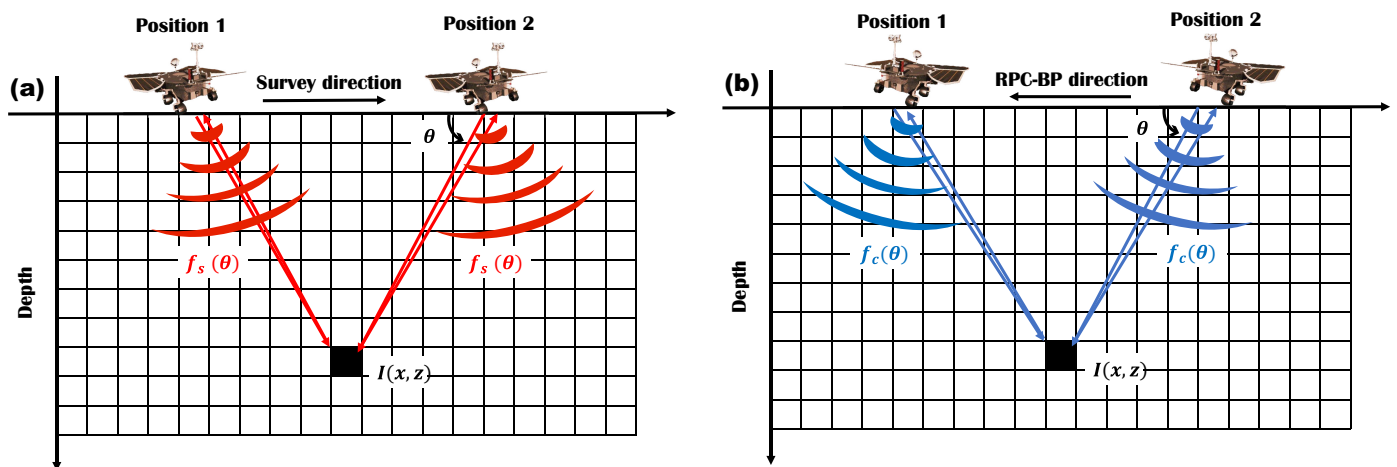 (a)
Position 1
Position 2
Survey direction
θ
f_s(θ)
f_s(θ)
Depth
I(x, z)
(b)
Position 1
Position 2
RPC-BP direction
θ
f_c(θ)
f_c(θ)
Depth
I(x, z)